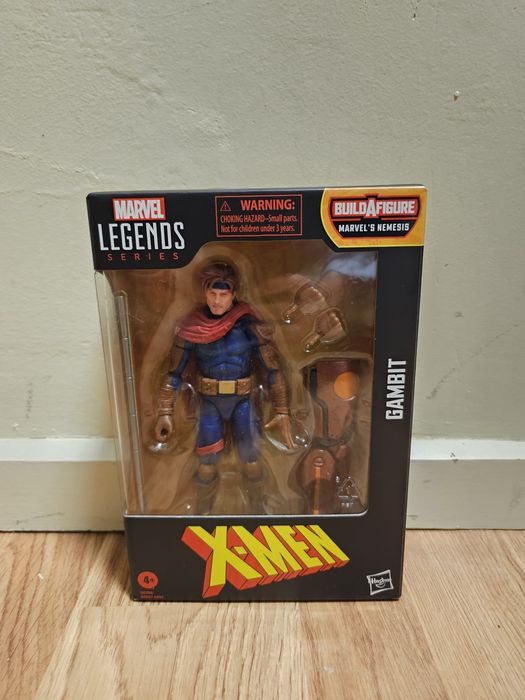 MARVEL
LEGENDS
SERIES
WARNING:
CHOKING HAZARD–Small parts.
Not for children under 3 years.
BUILDAFIGURE
MARVEL'S NEMESIS
GAMBIT
X-MEN
4+
Hasbro